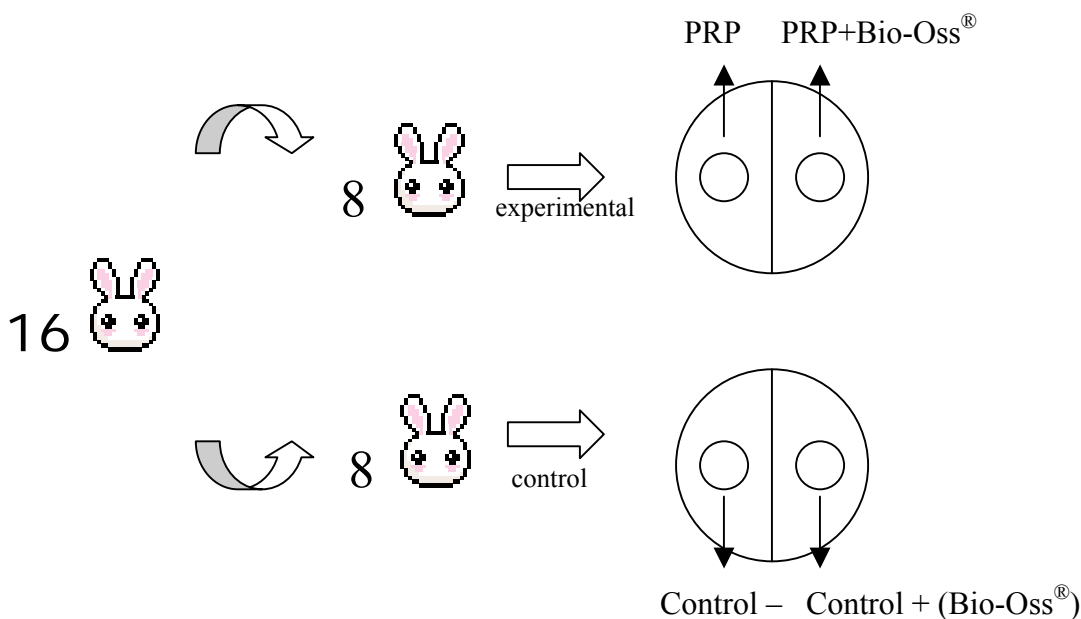 PRP PRP+Bio-Oss®
8
experimental
16
8
control
Control – Control + (Bio-Oss®)